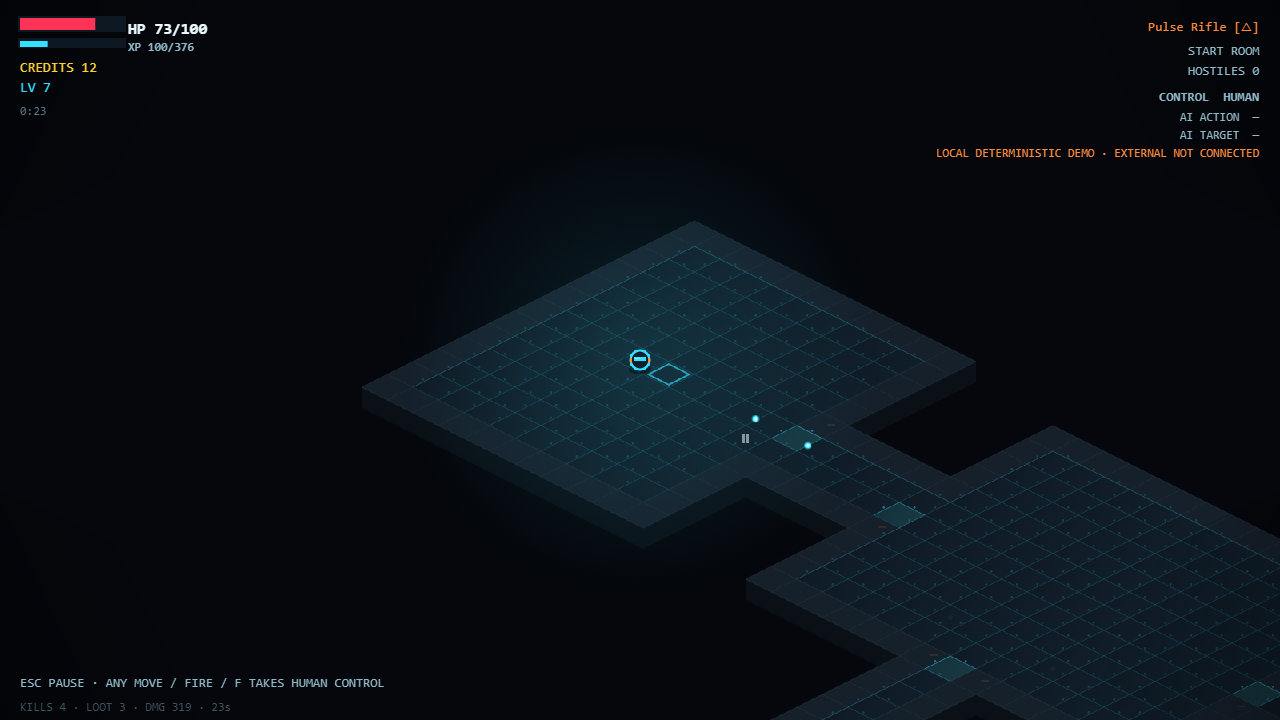 HP 73/100
XP 100/376
CREDITS 12
LV 7
0:23
Pulse Rifle [△]
START ROOM
HOSTILES 0
CONTROL HUMAN
AI ACTION —
AI TARGET —
LOCAL DETERMINISTIC DEMO · EXTERNAL NOT CONNECTED
ESC PAUSE · ANY MOVE / FIRE / F TAKES HUMAN CONTROL
KILLS 4 · LOOT 3 · DMG 319 · 23s